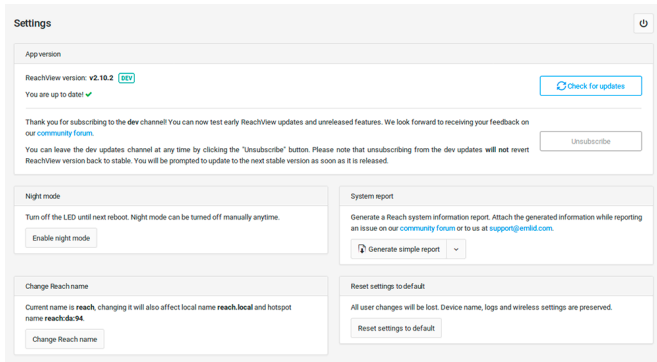 Settings
App version
ReachView version: v2.10.2 DEV
You are up to date!
Check for updates
Thank you for subscribing to the dev channel! You can now test early ReachView updates and unreleased features. We look forward to receiving your feedback on
our community forum.
You can leave the dev updates channel at any time by clicking the "Unsubscribe" button. Please note that unsubscribing from the dev updates will not revert
ReachView version back to stable. You will be prompted to update to the next stable version as soon as it is released.
Unsubscribe
Night mode
Turn off the LED until next reboot. Night mode can be turned off manually anytime.
Enable night mode
System report
Generate a Reach system information report. Attach the generated information while reporting
an issue on our community forum or to us at support@emlid.com.
Generate simple report
Change Reach name
Current name is reach, changing it will also affect local name reach.local and hotspot
name reach:da:94.
Change Reach name
Reset settings to default
All user changes will be lost. Device name, logs and wireless settings are preserved.
Reset settings to default